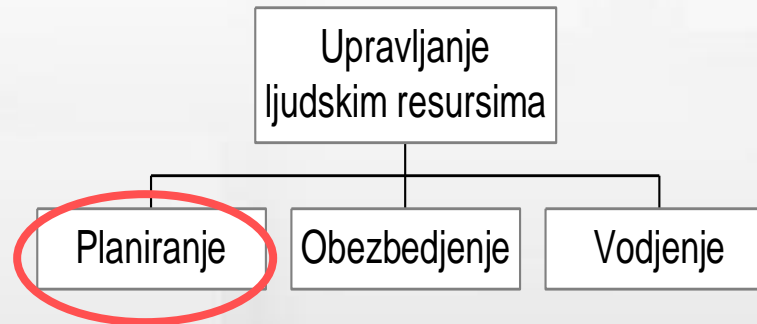 Upravljanje
ljudskim resursima
Planiranje
Obezbedjenje
Vodjenje